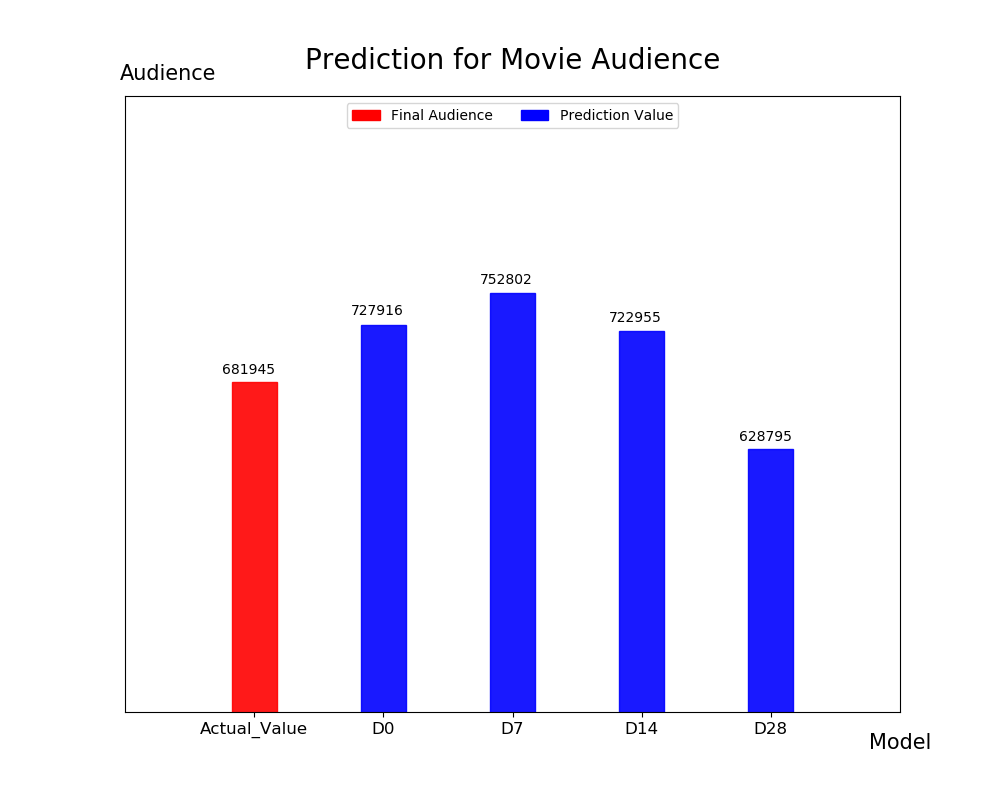 Prediction for Movie Audience
Audience
Final Audience Prediction Value
752802
727916
722955
681945
628795
Actual_Value D0 D7 D14 D28
Model